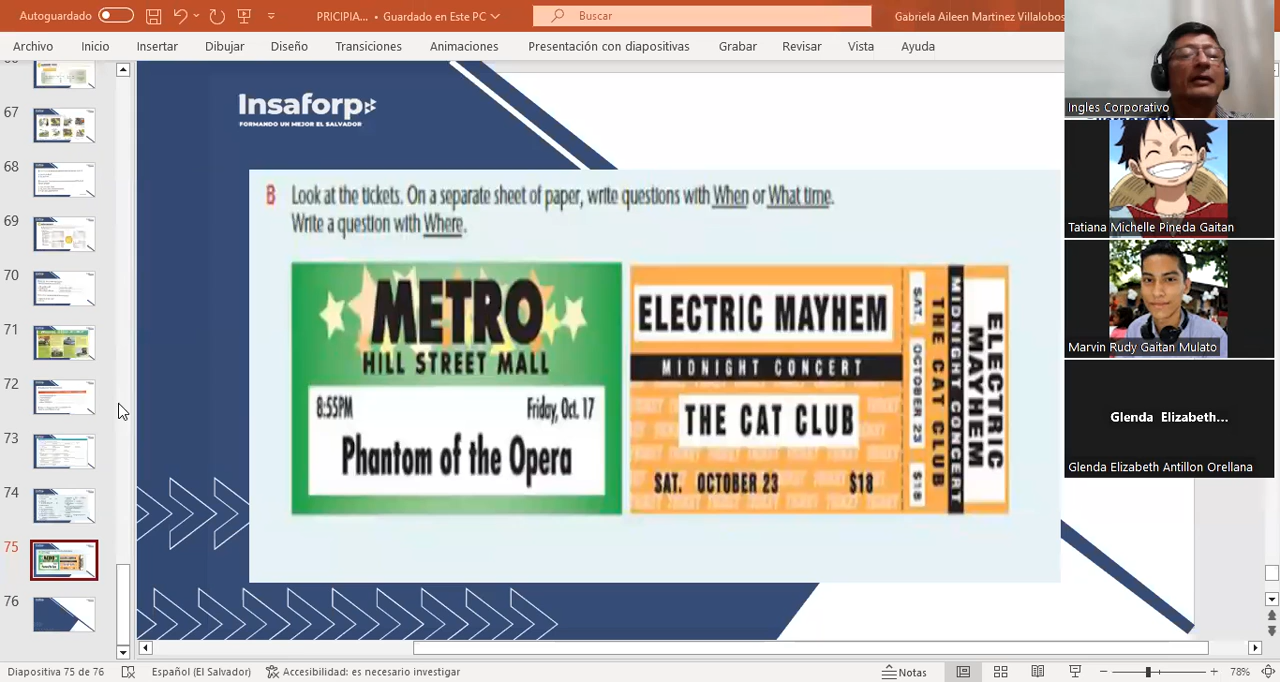 Autoguardado
PRICIPIA... • Guardado en Este PC
Buscar
Gabriela Aileen Martinez Villalobos
Archivo Inicio Insertar Dibujar Diseño Transiciones Animaciones Presentación con diapositivas Grabar Revisar Vista Ayuda
67
68
69
70
71
72
73
74
75
76
Insaforp
FORMANDO UN MEJOR EL SALVADOR
B Look at the tickets. On a separate sheet of paper, write questions with When or What time.
Write a question with Where.
METRO
HILL STREET MALL
8:55PM Friday, Oct. 17
Phantom of the Opera
ELECTRIC MAYHEM
MIDNIGHT CONCERT
THE CAT CLUB
SAT. OCTOBER 23 $18
SAT. OCTOBER 23 $18
THE CAT CLUB
MIDNIGHT CONCERT
ELECTRIC
MAYHEM
Ingles Corporativo
Tatiana Michelle Pineda Gaitan
Marvin Rudy Gaitan Mulato
Glenda Elizabeth...
Glenda Elizabeth Antillon Orellana
Diapositiva 75 de 76 Español (El Salvador) Accesibilidad: es necesario investigar Notas 78%